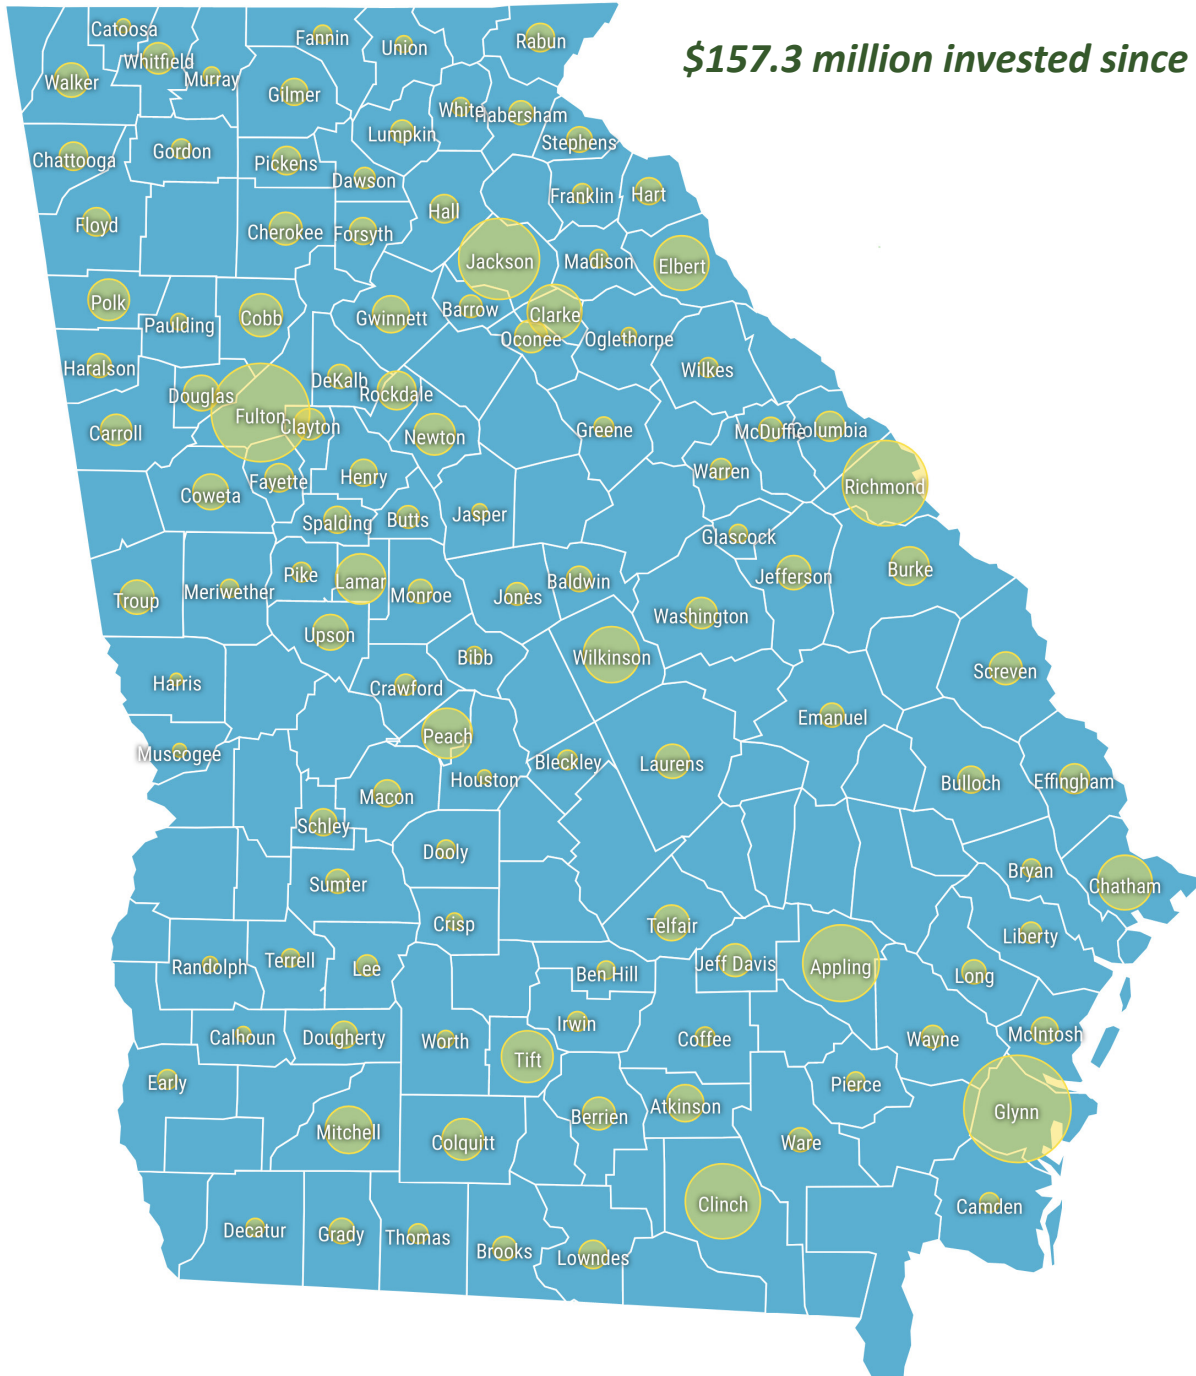 $157.3 million invested since
Catoosa
Fannin
Union
Rabun
Whitfield
Walker
Murray
Gilmer
White
Habersham
Lumpkin
Stephens
Chattooga
Gordon
Pickens
Dawson
Franklin
Hart
Hall
Floyd
Cherokee
Forsyth
Jackson
Madison
Elbert
Polk
Paulding
Cobb
Gwinnett
Barrow
Clarke
Oconee
Oglethorpe
Haralson
Wilkes
Douglas
DeKalb
Rockdale
Fulton
Clayton
Carroll
Newton
Greene
McDuffie
Columbia
Warren
Richmond
Coweta
Fayette
Henry
Spalding
Butts
Jasper
Glascock
Jefferson
Burke
Troup
Meriwether
Pike
Lamar
Monroe
Jones
Baldwin
Washington
Upson
Bibb
Wilkinson
Screven
Harris
Crawford
Emanuel
Peach
Muscogee
Houston
Bleckley
Laurens
Bulloch
Effingham
Macon
Schley
Dooly
Sumter
Bryan
Chatham
Crisp
Telfair
Liberty
Randolph
Terrell
Lee
Ben Hill
Jeff Davis
Appling
Long
Calhoun
Dougherty
Worth
Irwin
Coffee
Wayne
McIntosh
Tift
Early
Pierce
Mitchell
Colquitt
Berrien
Atkinson
Ware
Glynn
Clinch
Camden
Decatur
Grady
Thomas
Brooks
Lowndes